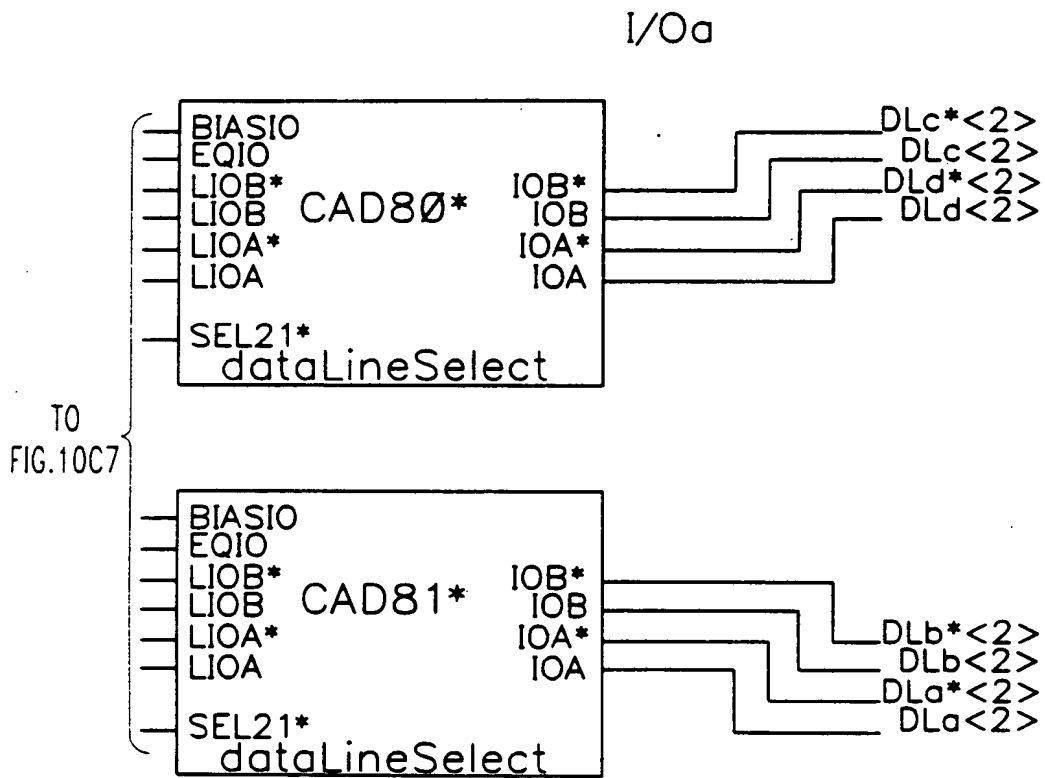 I/Oa
BIASIO
EQIO
LIOB*
LIOB
LIOA*
LIOA
SEL21*
CAD8Ø*
dataLineSelect
IOB*
IOB
IOA*
IOA
DLc*<2>
DLc<2>
DLd*<2>
DLd<2>
TO
FIG.10C7
BIASIO
EQIO
LIOB*
LIOB
LIOA*
LIOA
SEL21*
CAD81*
dataLineSelect
IOB*
IOB
IOA*
IOA
DLb*<2>
DLb<2>
DLa*<2>
DLa<2>